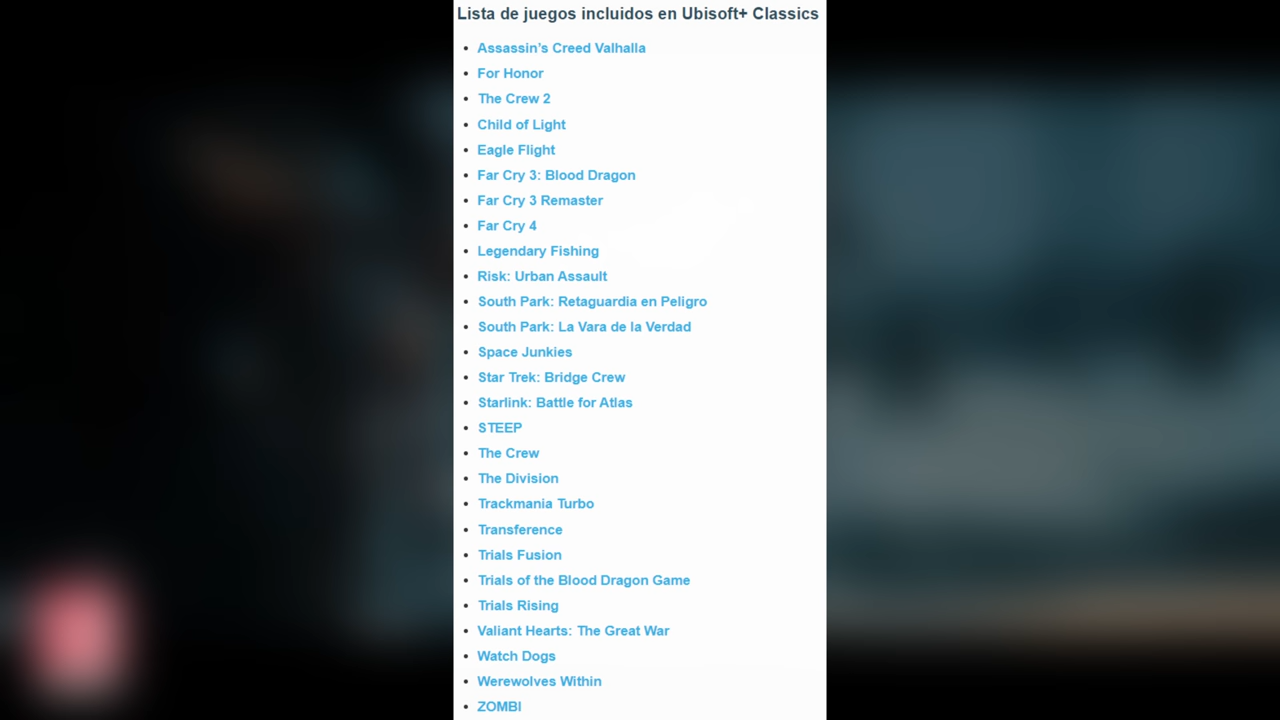 Lista de juegos incluidos en Ubisoft+ Classics
• Assassin’s Creed Valhalla
• For Honor
• The Crew 2
• Child of Light
• Eagle Flight
• Far Cry 3: Blood Dragon
• Far Cry 3 Remaster
• Far Cry 4
• Legendary Fishing
• Risk: Urban Assault
• South Park: Retaguardia en Peligro
• South Park: La Vara de la Verdad
• Space Junkies
• Star Trek: Bridge Crew
• Starlink: Battle for Atlas
• STEEP
• The Crew
• The Division
• Trackmania Turbo
• Transference
• Trials Fusion
• Trials of the Blood Dragon Game
• Trials Rising
• Valiant Hearts: The Great War
• Watch Dogs
• Werewolves Within
• ZOMBI